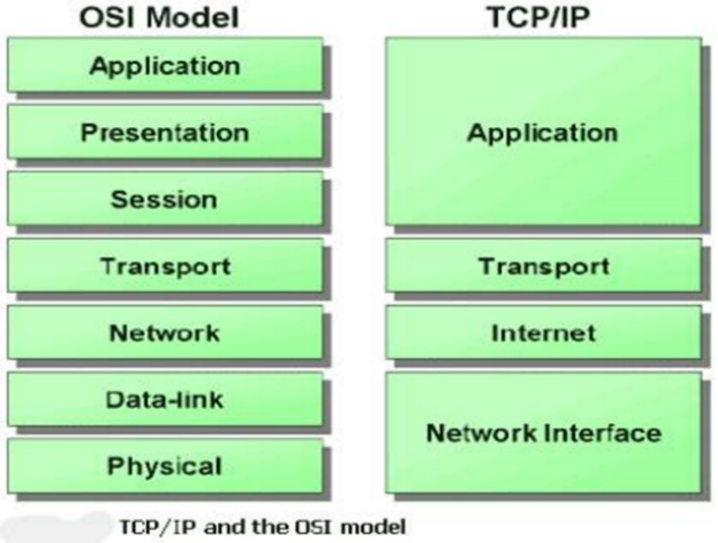 OSI Model
Application
Presentation
Session
Transport
Network
Data-link
Physical
TCP/IP
Application
Transport
Internet
Network Interface
TCP/IP and the OSI model